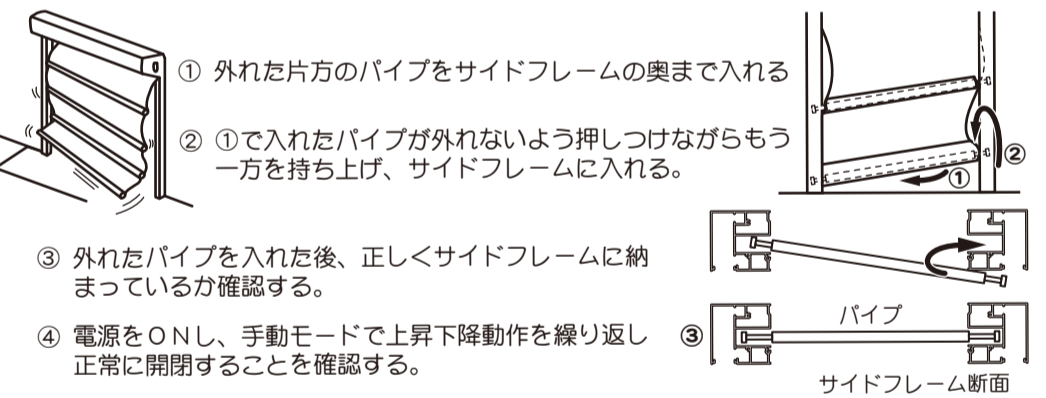 ① 外れた片方のパイプをサイドフレームの奥まで入れる
② ①で入れたパイプが外れないよう押しつけながらもう
一方を持ち上げ、サイドフレームに入れる。
①
②
③ 外れたパイプを入れた後、正しくサイドフレームに納
まっているか確認する。
④ 電源をＯＮし、手動モードで上昇下降動作を繰り返し
正常に開閉することを確認する。
③
パイプ
サイドフレーム断面